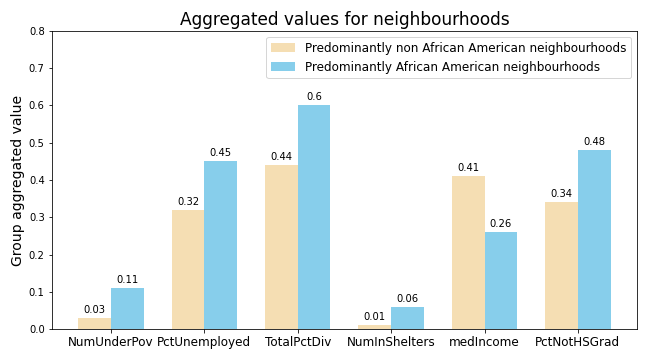 Aggregated values for neighbourhoods
Group aggregated value
0.8
0.7
0.6
0.5
0.4
0.3
0.2
0.1
0.0
Predominantly non African American neighbourhoods
Predominantly African American neighbourhoods
0.03
0.11
0.32
0.45
0.44
0.6
0.01
0.06
0.41
0.26
0.34
0.48
NumUnderPov
PctUnemployed
TotalPctDiv
NumInShelters
medIncome
PctNotHSGrad